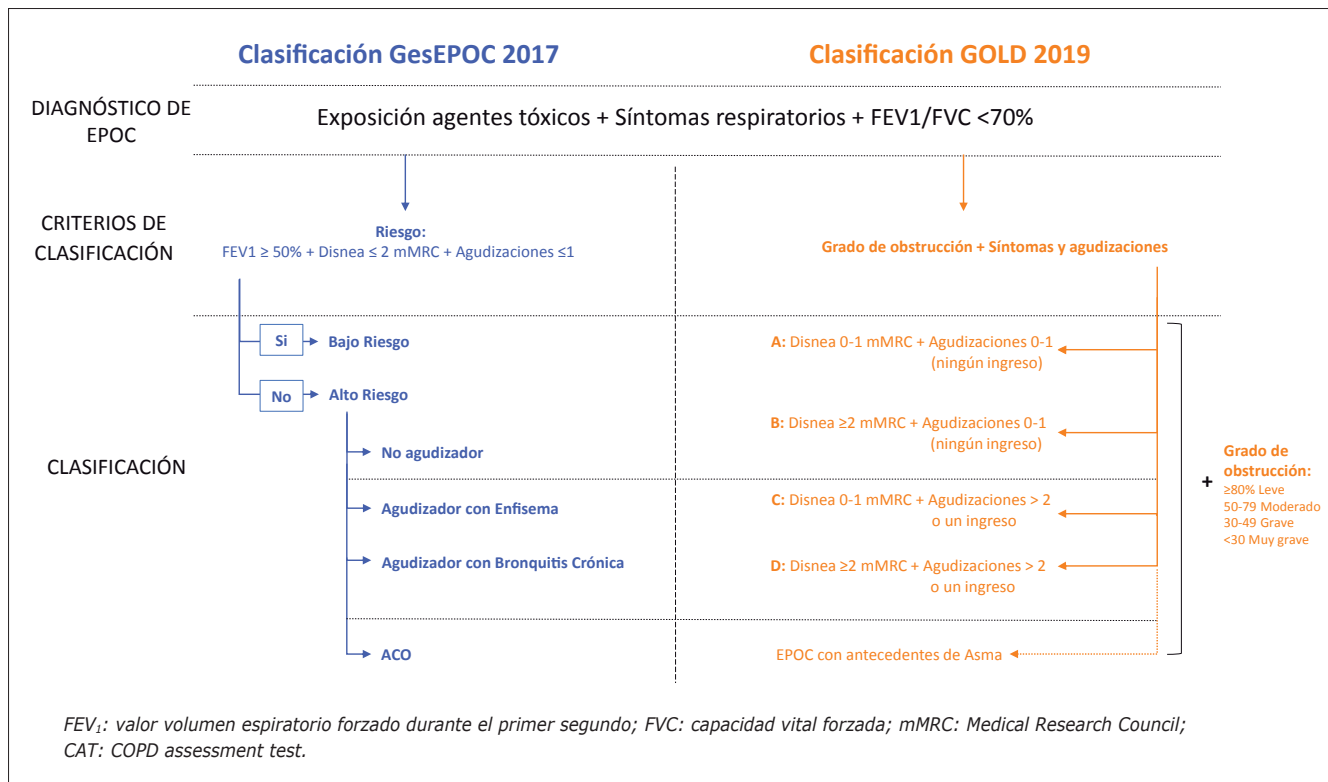 Clasificación GesEPOC 2017
Clasificación GOLD 2019
DIAGNÓSTICO DE
EPOC
Exposición agentes tóxicos + Síntomas respiratorios + FEV1/FVC <70%
CRITERIOS DE
CLASIFICACIÓN
Riesgo:
FEV1 ≥ 50% + Disnea ≤ 2 mMRC + Agudizaciones ≤1
Grado de obstrucción + Síntomas y agudizaciones
CLASIFICACIÓN
Si
Bajo Riesgo
No
Alto Riesgo
No agudizador
Agudizador con Enfisema
Agudizador con Bronquitis Crónica
ACO
A: Disnea 0-1 mMRC + Agudizaciones 0-1
(ningún ingreso)
B: Disnea ≥2 mMRC + Agudizaciones 0-1
(ningún ingreso)
C: Disnea 0-1 mMRC + Agudizaciones > 2
o un ingreso
D: Disnea ≥2 mMRC + Agudizaciones > 2
o un ingreso
EPOC con antecedentes de Asma
+
Grado de
obstrucción:
≥80% Leve
50-79 Moderado
30-49 Grave
<30 Muy grave
FEV₁: valor volumen espiratorio forzado durante el primer segundo; FVC: capacidad vital forzada; mMRC: Medical Research Council;
CAT: COPD assessment test.